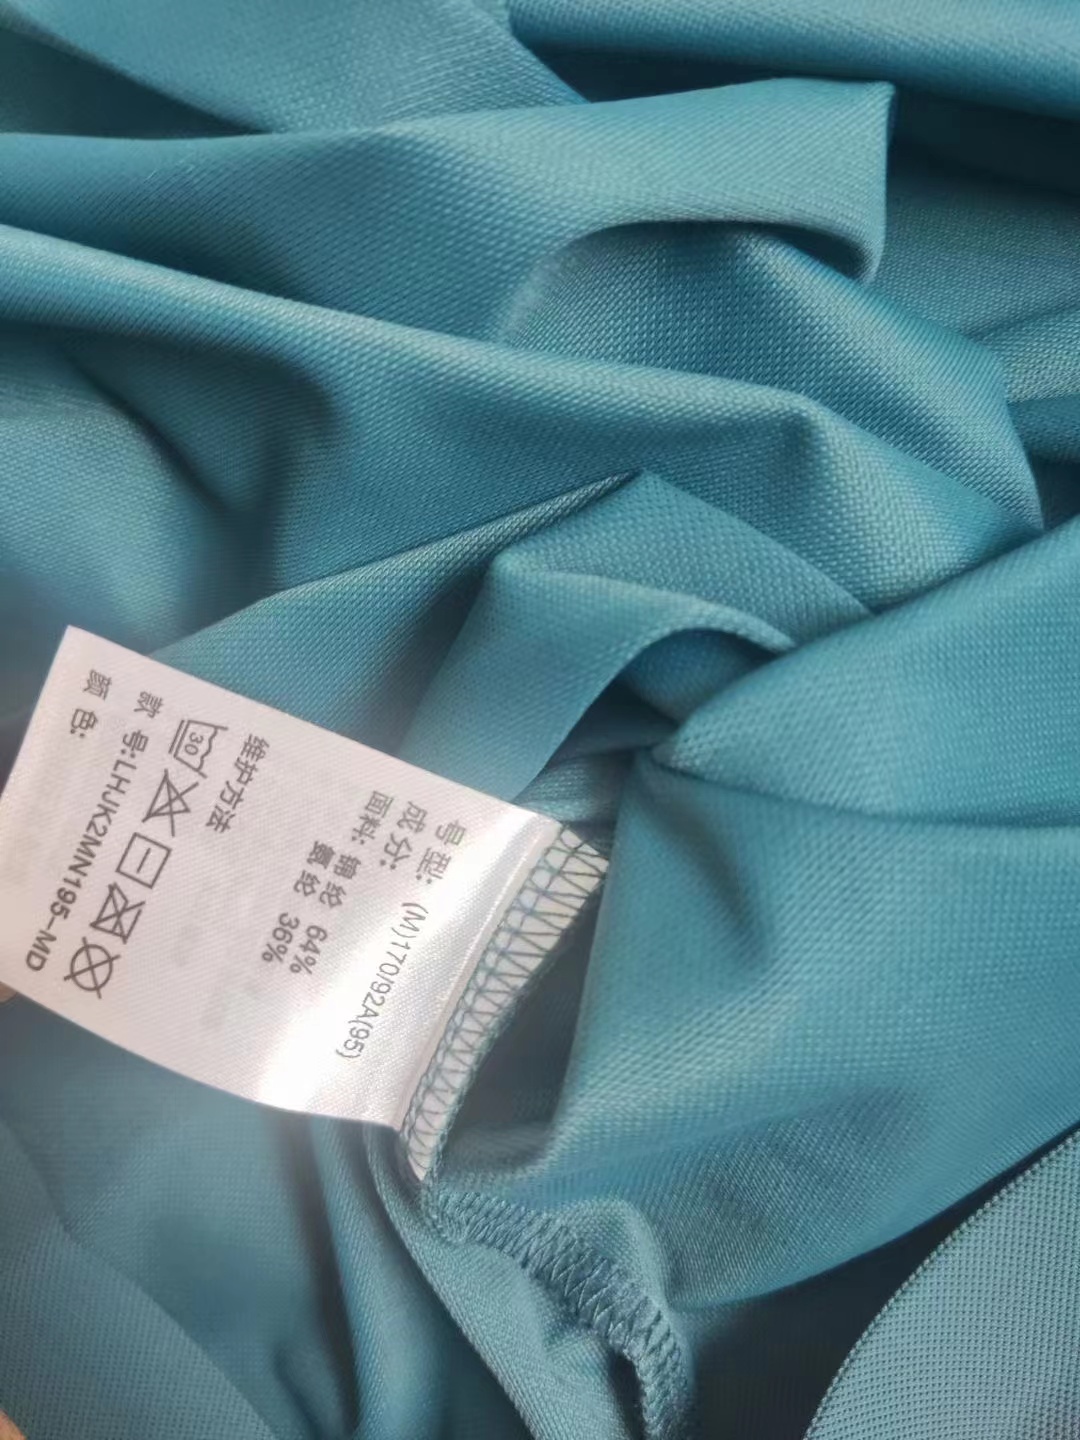 号 型: (M)170/92A(95)
成 分:
面料: 锦纶 64%
氨纶 36%
维护方法
30
款 号:LHJK2MN195-MD
颜 色: